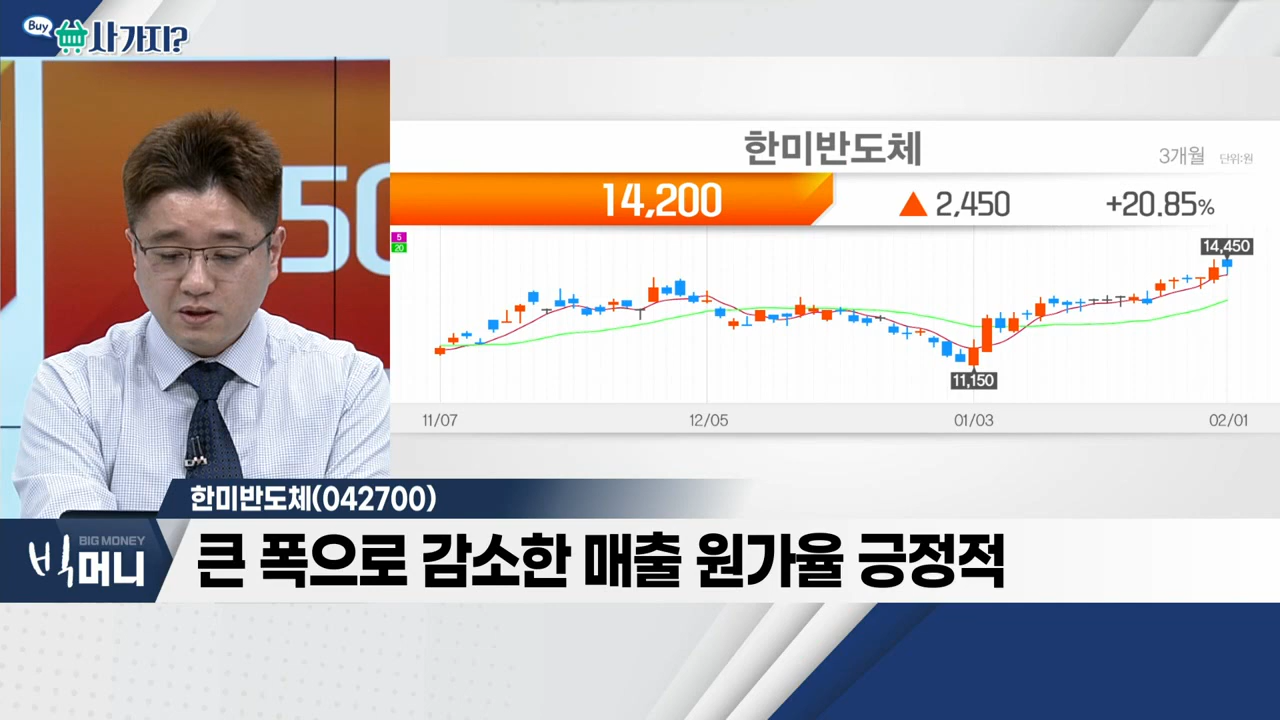 Buy 사가지?
50
한미반도체
3개월 단위:원
14,200 ▲ 2,450 +20.85%
5
20
14,450
11,150
11/07 12/05 01/03 02/01
한미반도체(042700)
BIG MONEY
빅머니
큰 폭으로 감소한 매출 원가율 긍정적